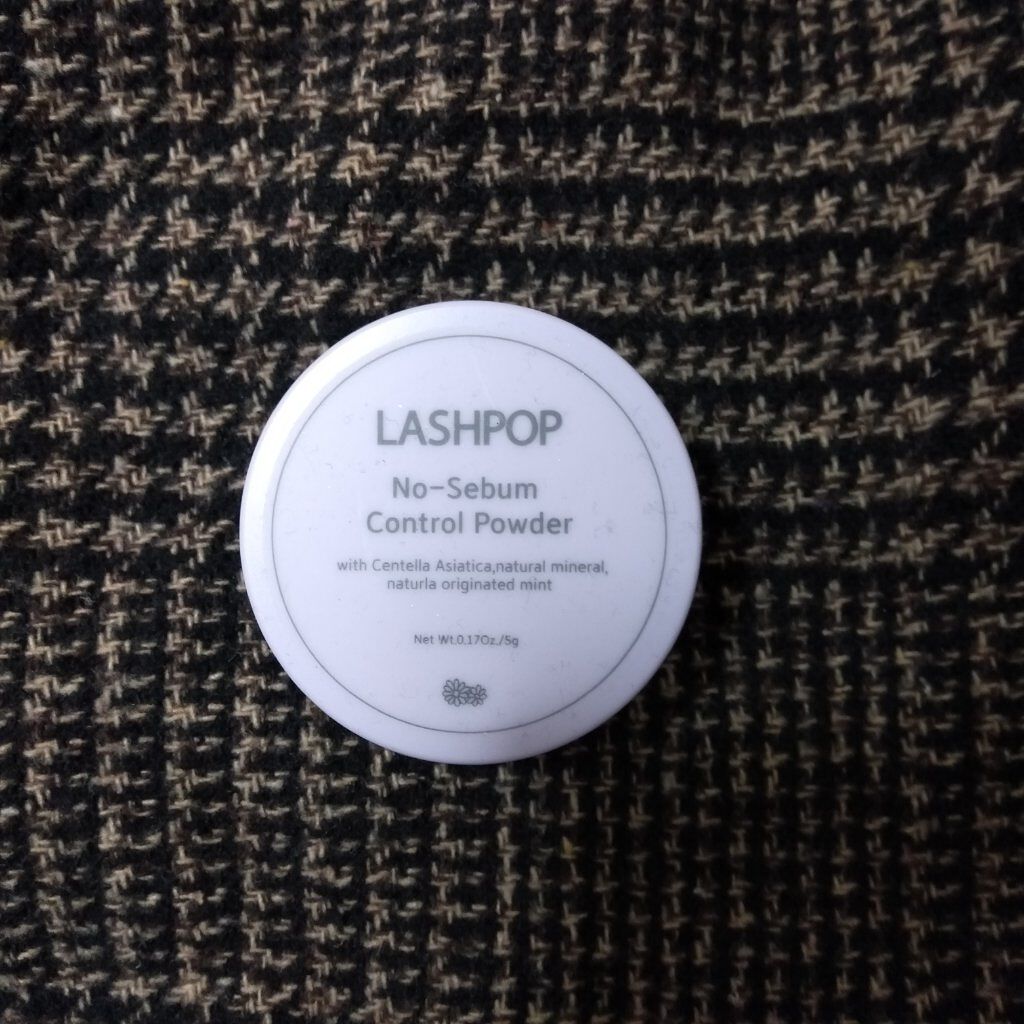 LASHPOP
No-Sebum
Control Powder
with Centella Asiatica,natural mineral,
naturla originated mint
Net Wt.0.17Oz./5g